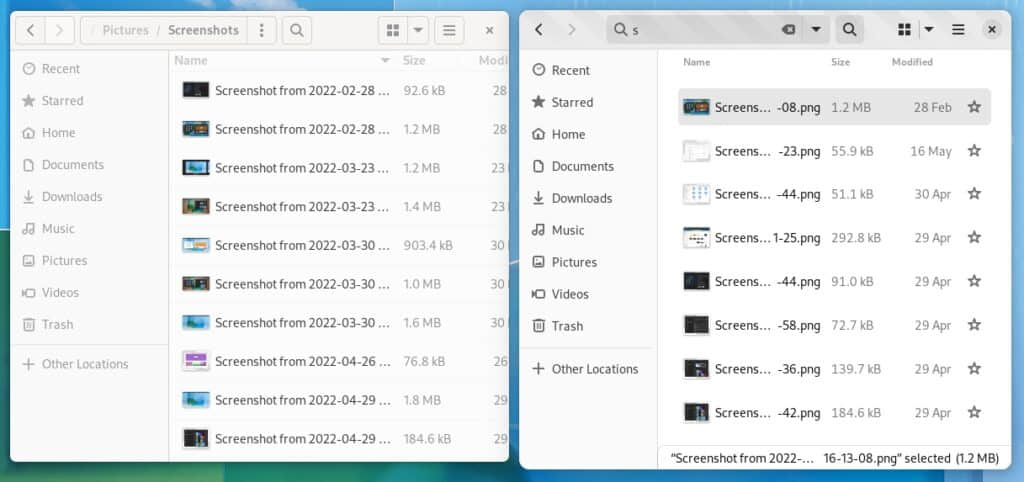 / Pictures / Screenshots
Name Size Modi
Recent
Starred
Home
Documents
Downloads
Music
Pictures
Videos
Trash
Other Locations
Screenshot from 2022-02-28 ... 92.6 kB 28
Screenshot from 2022-02-28 ... 1.2 MB 28
Screenshot from 2022-03-23 ... 1.2 MB 23
Screenshot from 2022-03-23 ... 1.4 MB 23
Screenshot from 2022-03-30 ... 903.4 kB 30
Screenshot from 2022-03-30 ... 1.0 MB 30
Screenshot from 2022-03-30 ... 1.6 MB 30
Screenshot from 2022-04-26 ... 76.8 kB 26
Screenshot from 2022-04-29 ... 1.8 MB 29
Screenshot from 2022-04-29 ... 184.6 kB 29
s
Recent
Starred
Home
Documents
Downloads
Music
Pictures
Videos
Trash
Other Locations
Name Size Modified
Screens... -08.png 1.2 MB 28 Feb
Screens... -23.png 55.9 kB 16 May
Screens... -44.png 51.1 kB 30 Apr
Screens... 1-25.png 292.8 kB 29 Apr
Screens... -44.png 91.0 kB 29 Apr
Screens... -58.png 72.7 kB 29 Apr
Screens... -36.png 139.7 kB 29 Apr
Screens... -42.png 184.6 kB 29 Apr
"Screenshot from 2022-... 16-13-08.png" selected (1.2 MB)